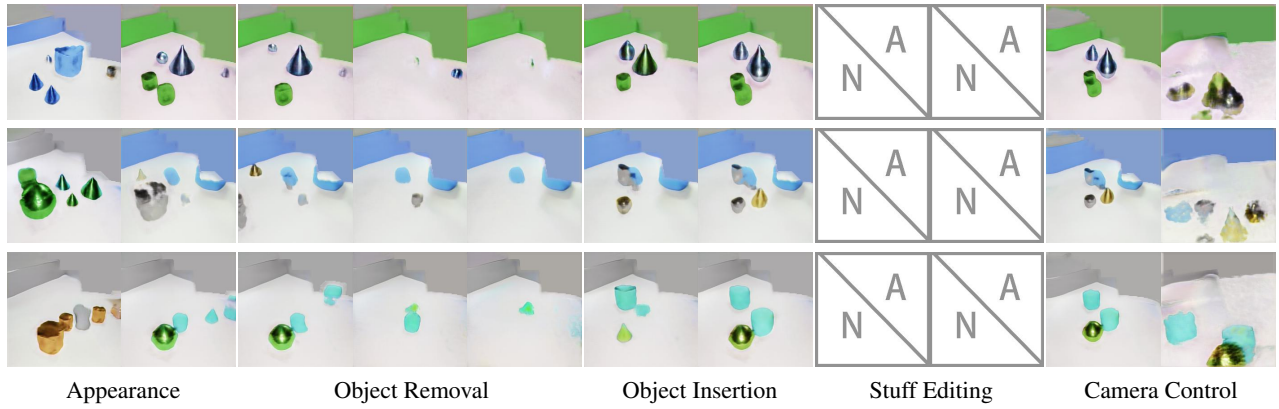 A
N
A
N
A
N
A
N
A
N
A
N
Appearance
Object Removal
Object Insertion
Stuff Editing
Camera Control